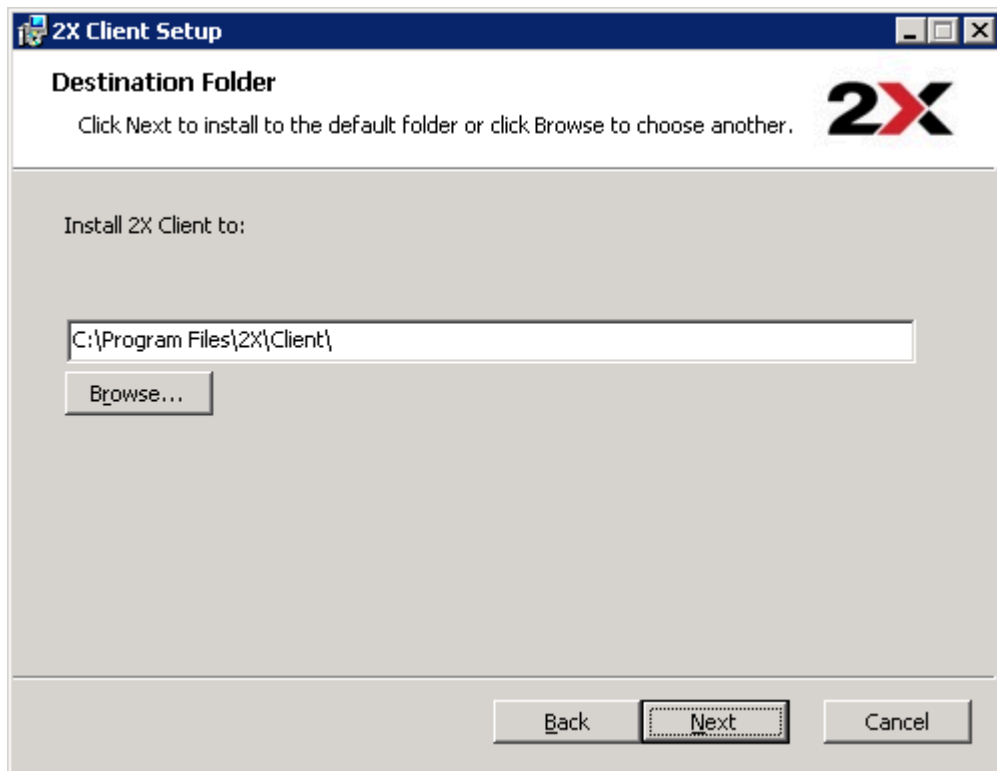 2X Client Setup
Destination Folder
Click Next to install to the default folder or click Browse to choose another.
2X
Install 2X Client to:
C:\Program Files\2X\Client\
Browse...
Back
Next
Cancel